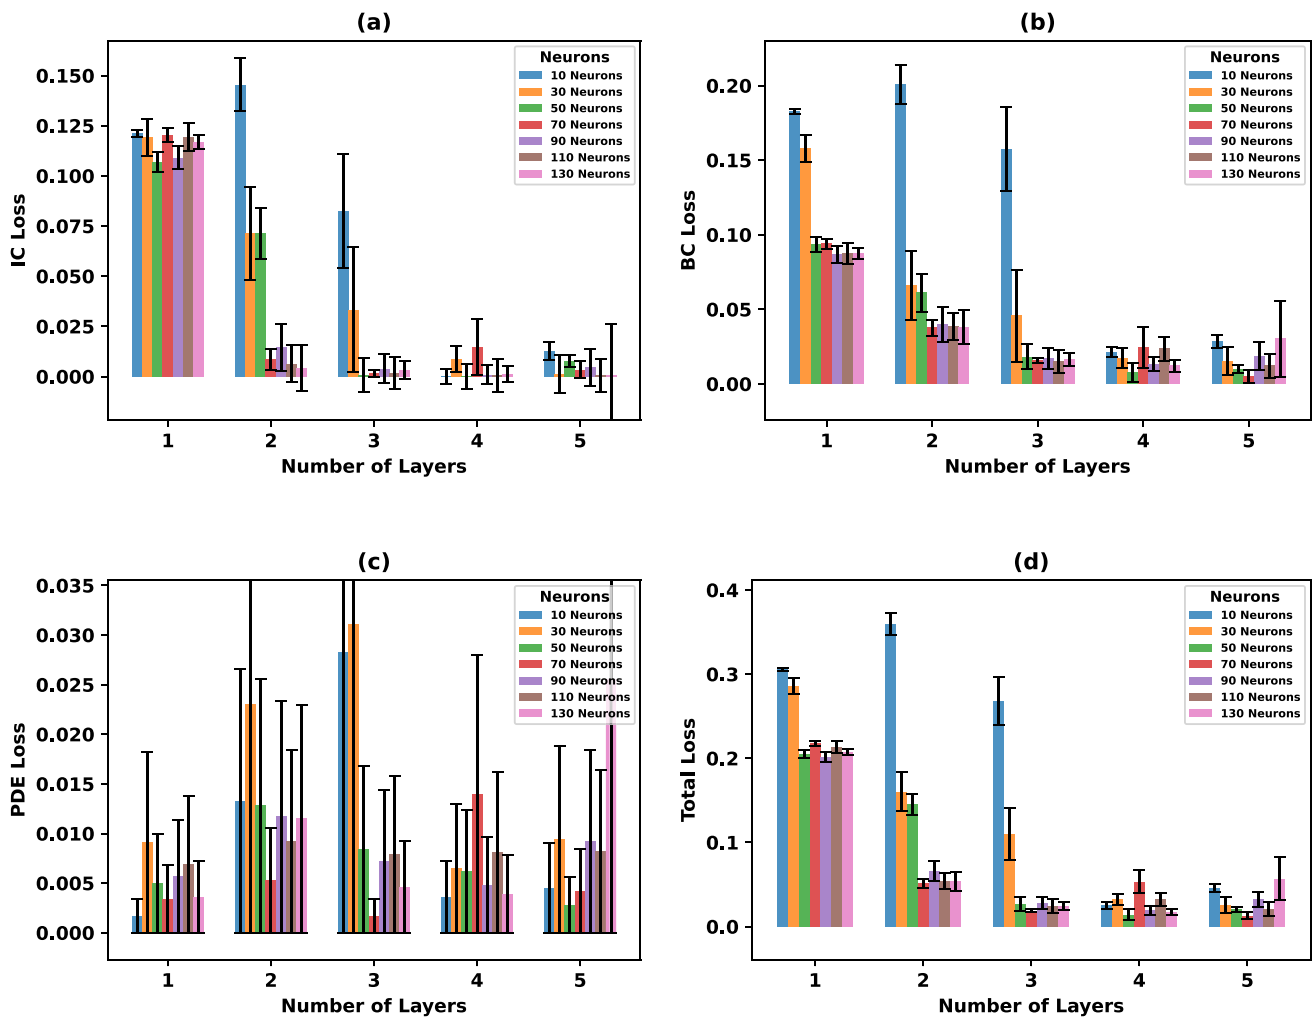 (a)
IC Loss
0.150
0.125
0.100
0.075
0.050
0.025
0.000
1 2 3 4 5
Number of Layers
Neurons
10 Neurons
30 Neurons
50 Neurons
70 Neurons
90 Neurons
110 Neurons
130 Neurons
(b)
BC Loss
0.20
0.15
0.10
0.05
0.00
1 2 3 4 5
Number of Layers
Neurons
10 Neurons
30 Neurons
50 Neurons
70 Neurons
90 Neurons
110 Neurons
130 Neurons
(c)
PDE Loss
0.035
0.030
0.025
0.020
0.015
0.010
0.005
0.000
1 2 3 4 5
Number of Layers
Neurons
10 Neurons
30 Neurons
50 Neurons
70 Neurons
90 Neurons
110 Neurons
130 Neurons
(d)
Total Loss
0.4
0.3
0.2
0.1
0.0
1 2 3 4 5
Number of Layers
Neurons
10 Neurons
30 Neurons
50 Neurons
70 Neurons
90 Neurons
110 Neurons
130 Neurons